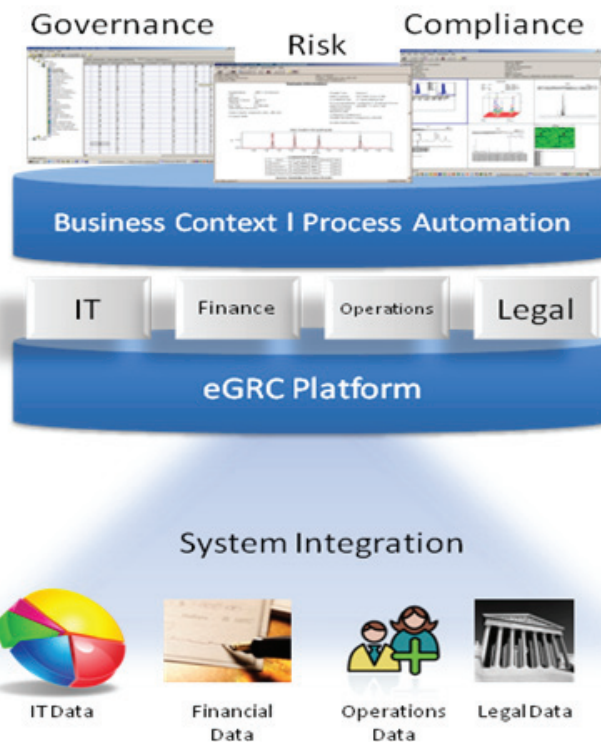 Governance
Risk
Compliance
Business Context I Process Automation
IT
Finance
Operations
Legal
eGRC Platform
System Integration
IT Data
Financial
Data
Operations
Data
Legal Data